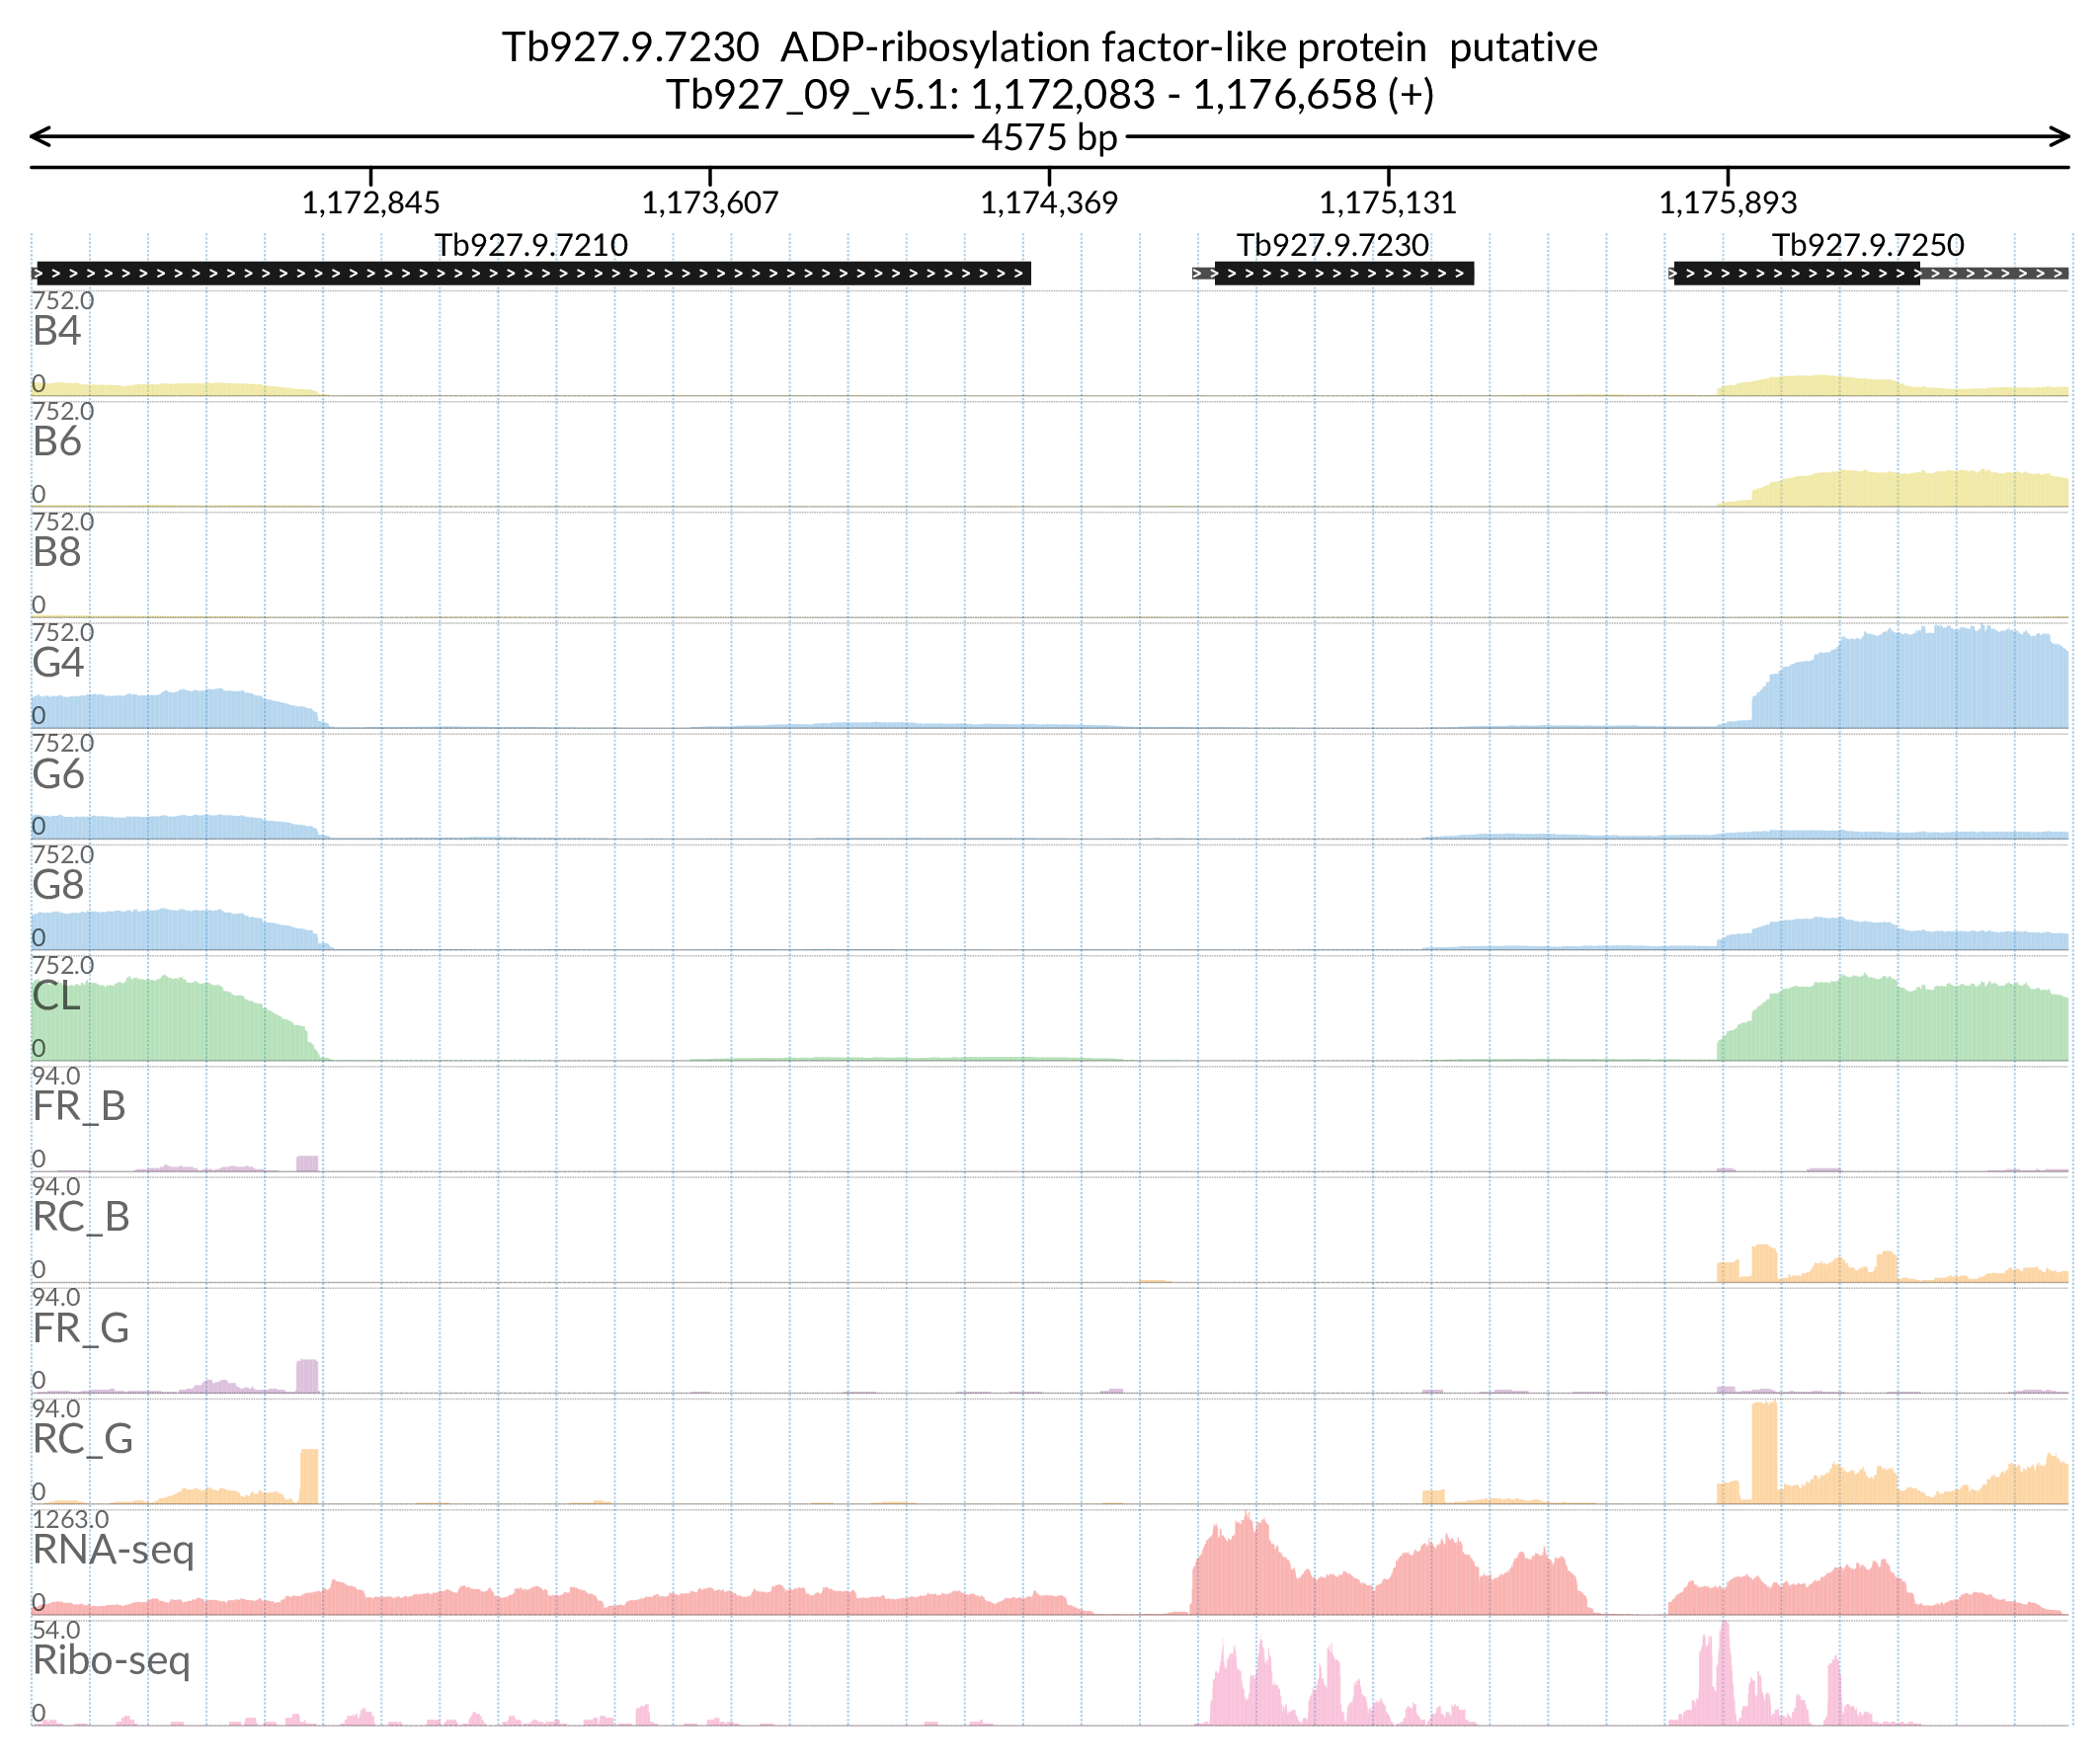 Tb927.9.7230 ADP-ribosylation factor-like protein putative
Tb927_09_v5.1: 1,172,083 - 1,176,658 (+)
4575 bp
1,172,845 1,173,607 1,174,369 1,175,131 1,175,893
Tb927.9.7210 Tb927.9.7230 Tb927.9.7250
752.0
B4
0
752.0
B6
0
752.0
B8
0
752.0
G4
0
752.0
G6
0
752.0
G8
0
752.0
CL
0
94.0
FR_B
0
94.0
RC_B
0
94.0
FR_G
0
94.0
RC_G
0
1263.0
RNA-seq
0
54.0
Ribo-seq
0